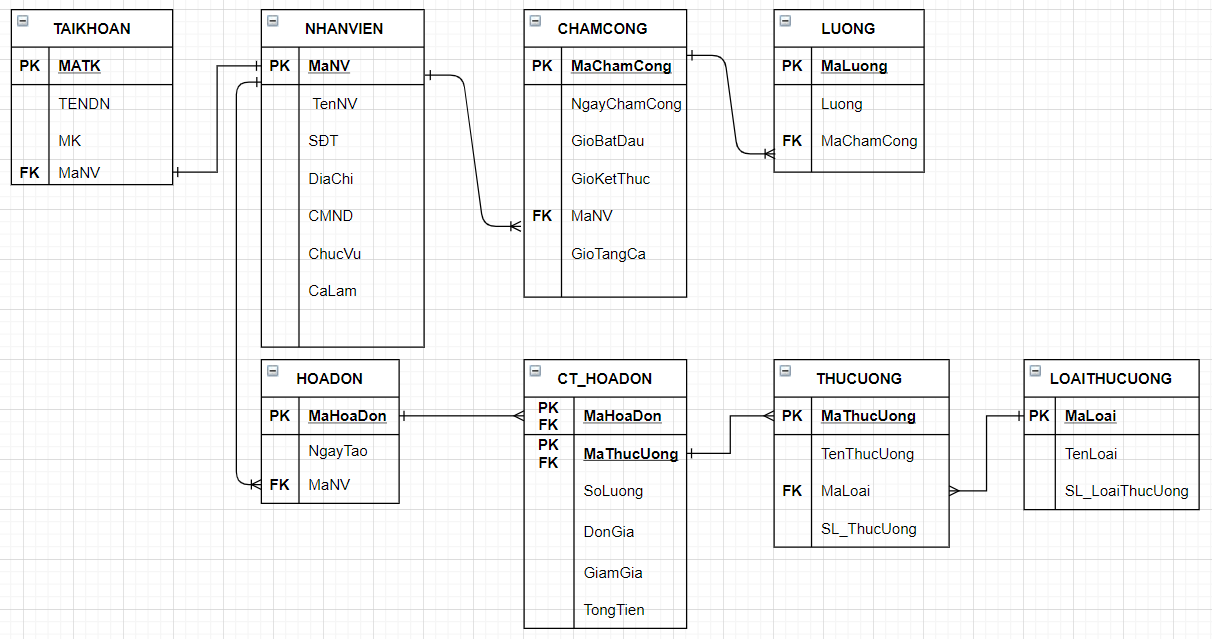 TAIKHOAN
PK MATK
TENDN
MK
FK MaNV
NHANVIEN
PK MaNV
TenNV
SĐT
DiaChi
CMND
ChucVu
CaLam
CHAMCONG
PK MaChamCong
NgayChamCong
GioBatDau
GioKetThuc
FK MaNV
GioTangCa
LUONG
PK MaLuong
Luong
FK MaChamCong
HOADON
PK MaHoaDon
NgayTao
FK MaNV
CT_HOADON
PK
FK
MaHoaDon
PK
FK
MaThucUong
SoLuong
DonGia
GiamGia
TongTien
THUCUONG
PK MaThucUong
TenThucUong
FK MaLoai
SL_ThucUong
LOAITHUCUONG
PK MaLoai
TenLoai
SL_LoaiThucUong